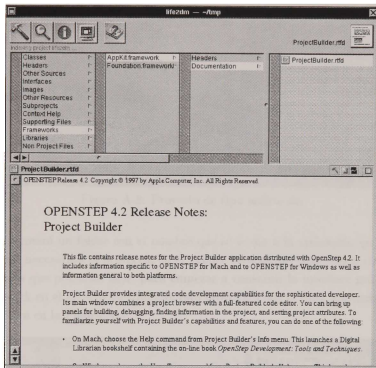 life2dm — ~/tmp
ProjectBuilder.rtfd
Classes
Headers
Other Sources
Interfaces
Images
Other Resources
Subprojects
Context Help
Supporting Files
Frameworks
Libraries
Non Project Files
AppKit.framework
Foundation.framework
Headers
Documentation
ProjectBuilder.rtfd
ProjectBuilder.rtfd
OPENSTEP Release 4.2 Copyright © 1997 by Apple Computer, Inc. All Rights Reserved.
OPENSTEP 4.2 Release Notes:
Project Builder
This file contains release notes for the Project Builder application distributed with OpenStep 4.2. It
includes information specific to OPENSTEP for Mach and to OPENSTEP for Windows as well as
information general to both platforms.
Project Builder provides integrated code development capabilities for the sophisticated developer.
Its main window combines a project browser with a full-featured code editor. You can bring up
panels for building, debugging, finding information in the project, and setting project attributes. To
familiarize yourself with Project Builder's capabilities and features, you can do one of the following
• On Mach, choose the Help command from Project Builder's Info menu. This launches a Digital
Librarian bookshelf containing the on-line book OpenStep Development: Tools and Techniques